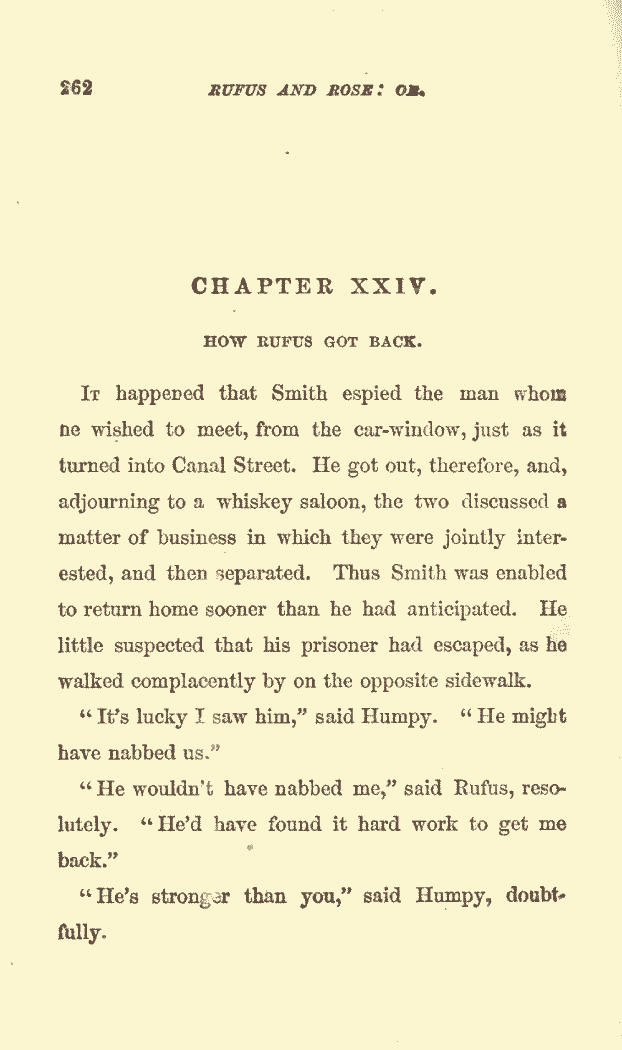 262 RUFUS AND ROSE: OR,
CHAPTER XXIV.
HOW RUFUS GOT BACK.
IT happened that Smith espied the man whom
he wished to meet, from the car-window, just as it
turned into Canal Street. He got out, therefore, and,
adjourning to a whiskey saloon, the two discussed a
matter of business in which they were jointly inter-
ested, and then separated. Thus Smith was enabled
to return home sooner than he had anticipated. He
little suspected that his prisoner had escaped, as he
walked complacently by on the opposite sidewalk.
"It's lucky I saw him," said Humpy. "He might
have nabbed us."
"He wouldn't have nabbed me," said Rufus, reso-
lutely. "He'd have found it hard work to get me
back."
"He's stronger than you," said Humpy, doubt-
fully.